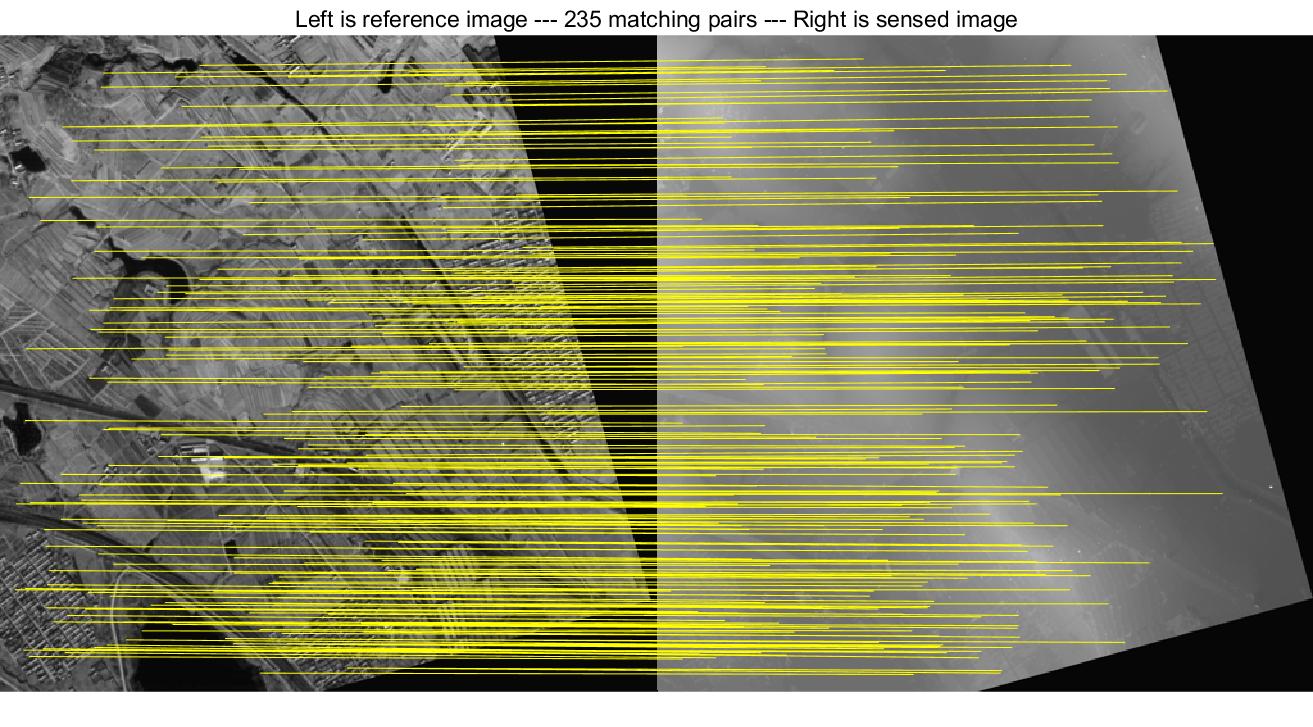 Left is reference image --- 235 matching pairs --- Right is sensed image